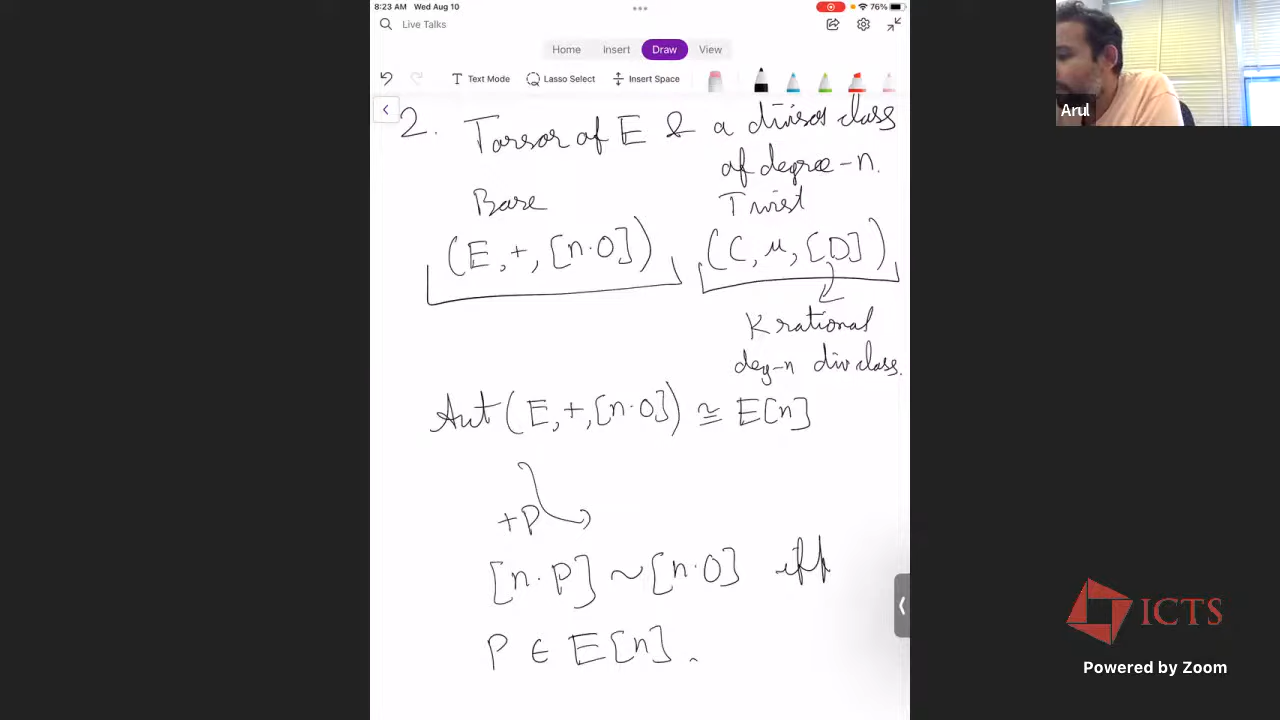 8:23 AM Wed Aug 10
76%
Live Talks
Home Insert Draw View
Text Mode Lasso Select Insert Space
Arul
2. Torsor of E & a divisor class
of degree-n.
Base Twist
(E, +, [n·O]) (C, μ, [D])
K rational
deg-n div class.
Aut(E, +, [n·O]) ≅ E[n]
+P
[n·P] ~ [n·O] iff
P ∈ E[n].
ICTS
Powered by Zoom